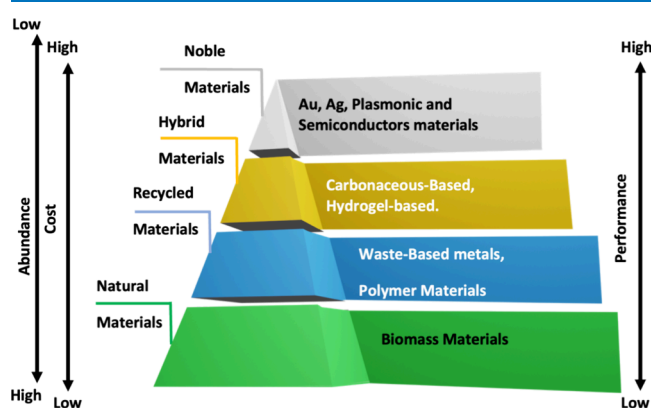 Low
High
Noble
Materials
Hybrid
Materials
Recycled
Materials
Natural
Materials
Abundance
Cost
High
Low
Au, Ag, Plasmonic and
Semiconductors materials
Carbonaceous-Based,
Hydrogel-based.
Waste-Based metals,
Polymer Materials
Biomass Materials
High
Performance
Low